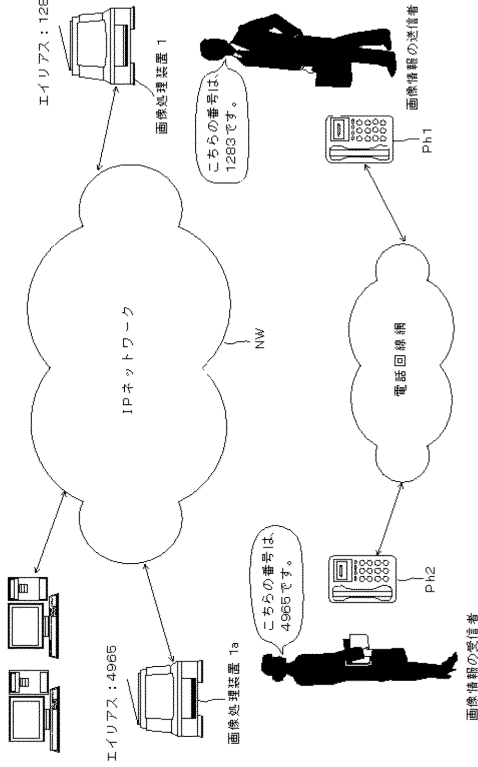 エイリアス：128
エイリアス：4965
IPネットワーク
画像処理装置 1
こちらの番号は、
1283です。
画像処理装置 1a
NW
こちらの番号は、
4965です。
画像情報の送信者
電話回線網
Ph1
Ph2
画像情報の受信者